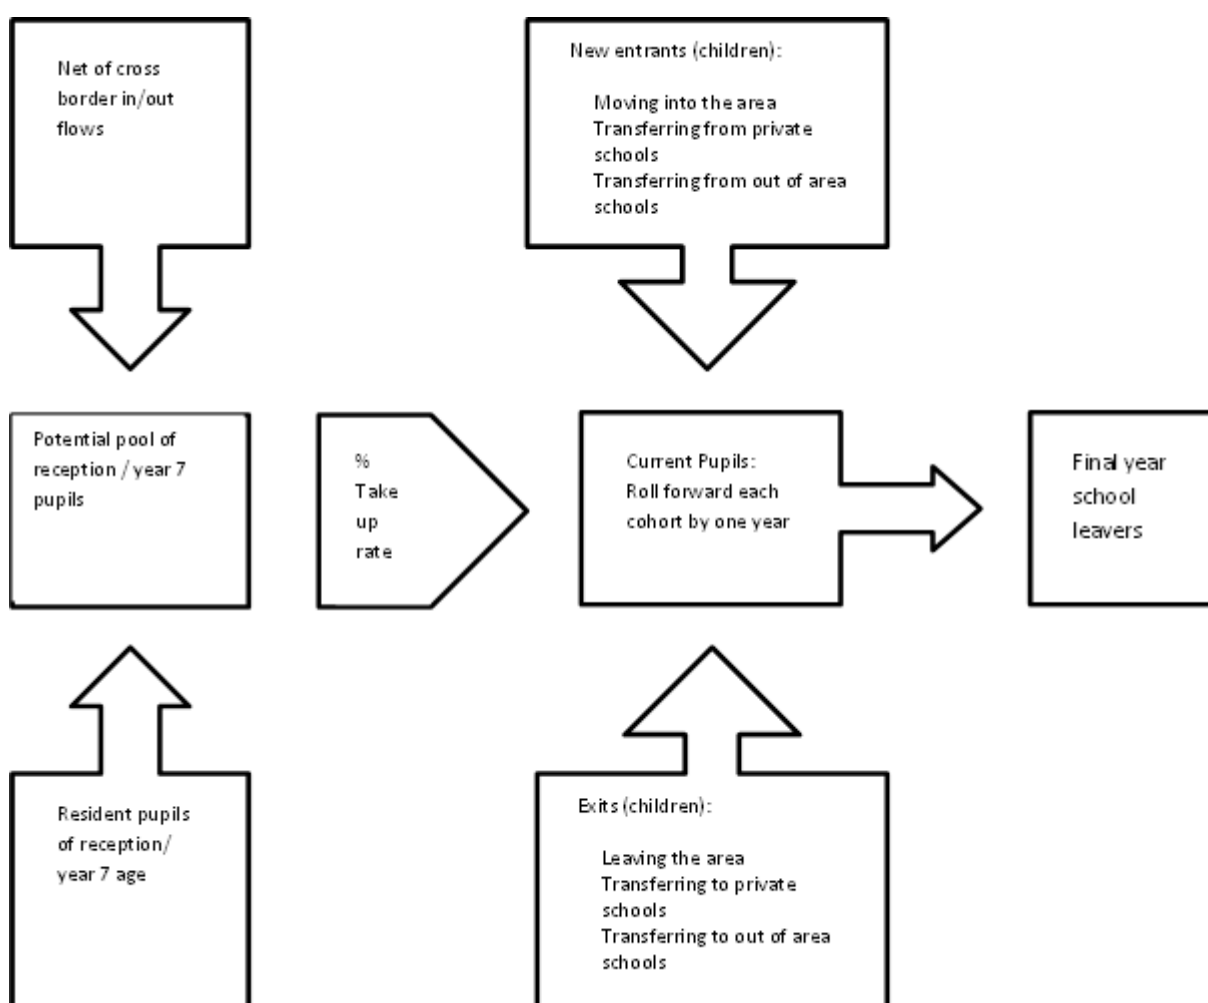 Net of cross
border in/out
flows
New entrants (children):
Moving into the area
Transferring from private
schools
Transferring from out of area
schools
Potential pool of
reception / year 7
pupils
%
Take
up
rate
Current Pupils:
Roll forward each
cohort by one year
Final year
school
leavers
Resident pupils
of reception/
year 7 age
Exits (children):
Leaving the area
Transferring to private
schools
Transferring to out of area
schools